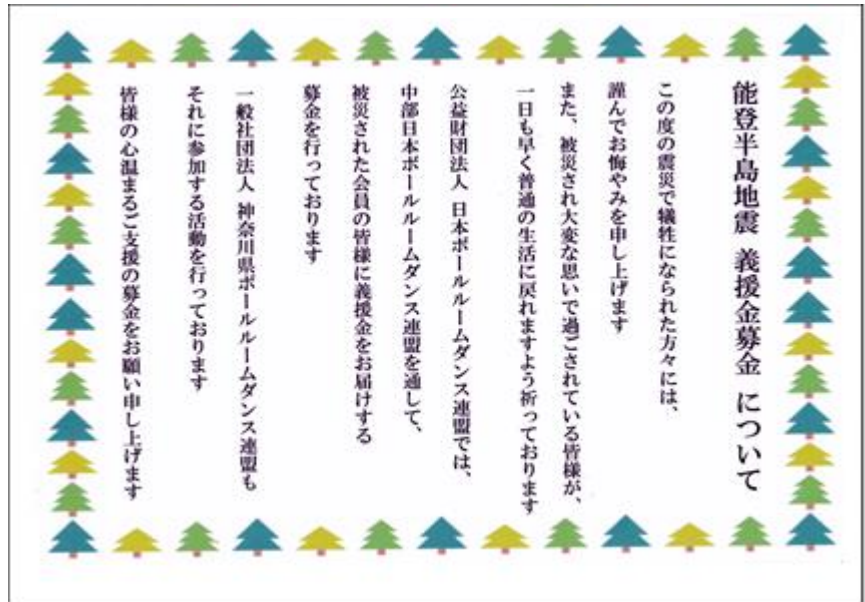 能登半島地震 義援金募金 について
この度の震災で犠牲になられた方々には、
謹んでお悔やみを申し上げます
また、被災され大変な思いで過ごされている皆様が、
一日も早く普通の生活に戻れますよう祈っております
公益財団法人 日本ボールルームダンス連盟では、
中部日本ボールルームダンス連盟を通して、
被災された会員の皆様に義援金をお届けする
募金を行っております
一般社団法人 神奈川県ボールルームダンス連盟も
それに参加する活動を行っております
皆様の心温まるご支援の募金をお願い申し上げます